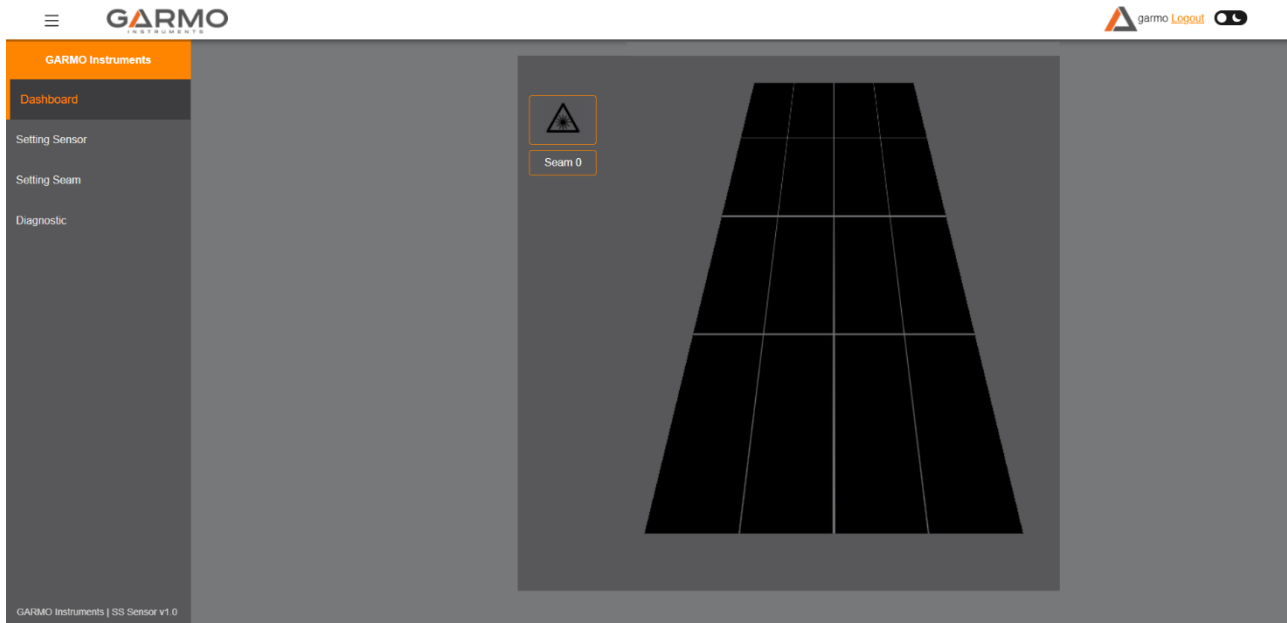 GARMO
INSTRUMENTS
garmo Logout
GARMO Instruments
Dashboard
Setting Sensor
Setting Seam
Diagnostic
Seam 0
GARMO Instruments | SS Sensor v1.0